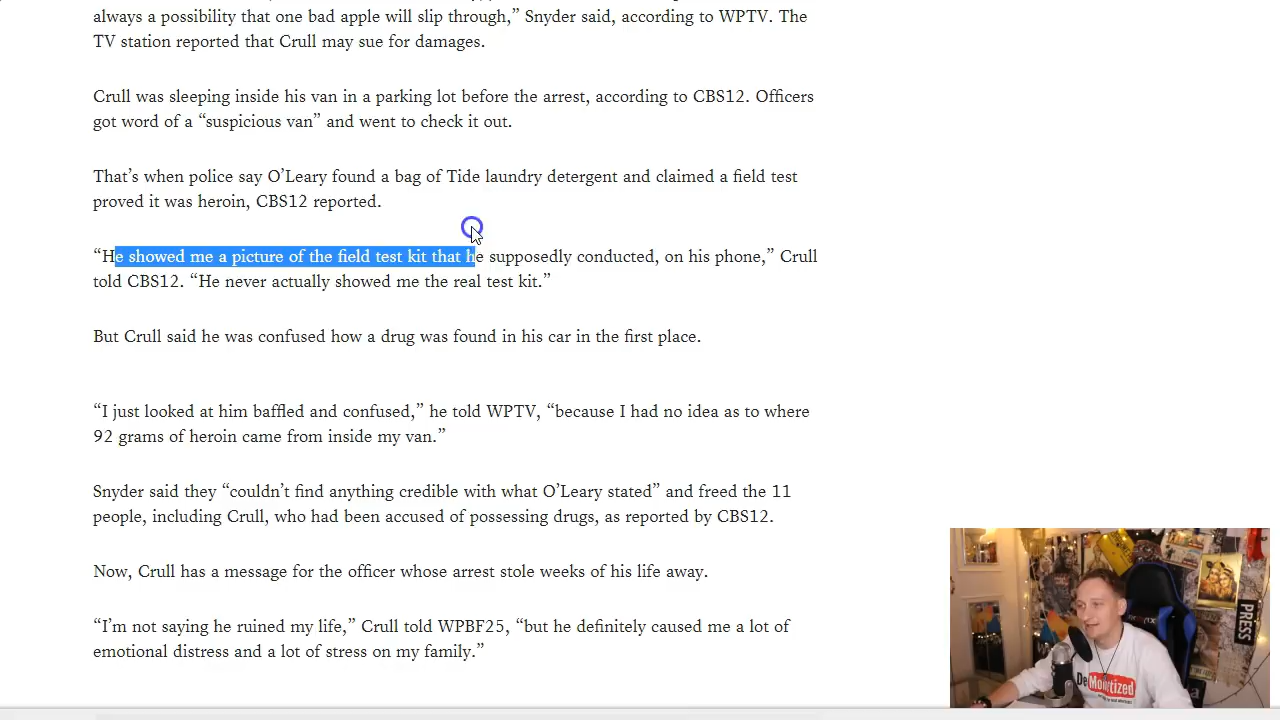 always a possibility that one bad apple will slip through,” Snyder said, according to WPTV. The
TV station reported that Crull may sue for damages.
Crull was sleeping inside his van in a parking lot before the arrest, according to CBS12. Officers
got word of a “suspicious van” and went to check it out.
That’s when police say O’Leary found a bag of Tide laundry detergent and claimed a field test
proved it was heroin, CBS12 reported.
“He showed me a picture of the field test kit that he supposedly conducted, on his phone,” Crull
told CBS12. “He never actually showed me the real test kit.”
But Crull said he was confused how a drug was found in his car in the first place.
“I just looked at him baffled and confused,” he told WPTV, “because I had no idea as to where
92 grams of heroin came from inside my van.”
Snyder said they “couldn’t find anything credible with what O’Leary stated” and freed the 11
people, including Crull, who had been accused of possessing drugs, as reported by CBS12.
Now, Crull has a message for the officer whose arrest stole weeks of his life away.
“I’m not saying he ruined my life,” Crull told WPBF25, “but he definitely caused me a lot of
emotional distress and a lot of stress on my family.”
PRESS